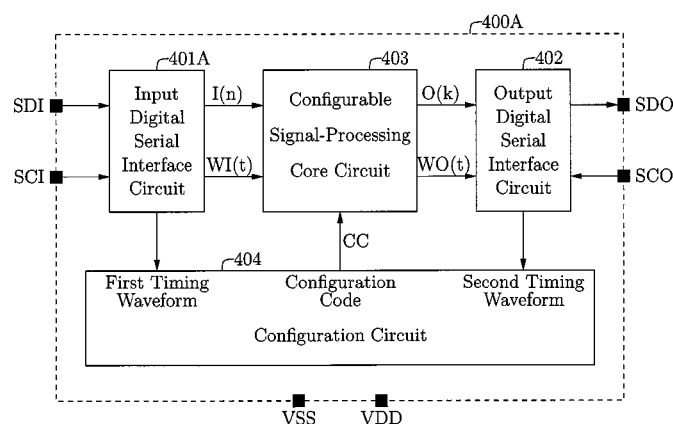 400A
401A
403
402
SDI
Input
Digital
Serial
Interface
Circuit
I(n)
Configurable
Signal-Processing
Core Circuit
O(k)
Output
Digital
Serial
Interface
Circuit
SDO
SCI
WI(t)
WO(t)
SCO
CC
404
First Timing
Waveform
Configuration
Code
Second Timing
Waveform
Configuration Circuit
VSS
VDD